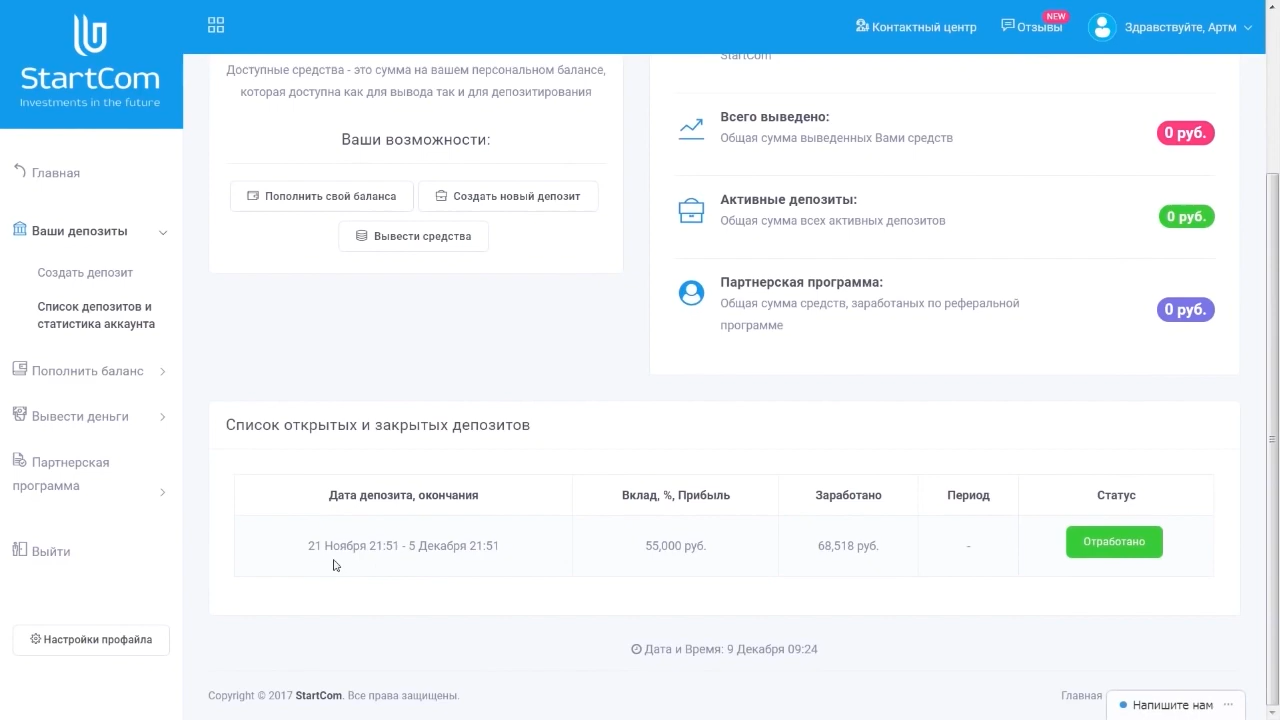 StartCom
Investments in the future
Контактный центр
Отзывы
NEW
Здравствуйте, Артм
Главная
Ваши депозиты
Создать депозит
Список депозитов и
статистика аккаунта
Пополнить баланс
Вывести деньги
Партнерская
программа
Выйти
Настройки профайла
Доступные средства - это сумма на вашем персональном балансе,
которая доступна как для вывода так и для депозитирования
Ваши возможности:
Пополнить свой баланса
Создать новый депозит
Вывести средства
StartCom
Всего выведено:
Общая сумма выведенных Вами средств
0 руб.
Активные депозиты:
Общая сумма всех активных депозитов
0 руб.
Партнерская программа:
Общая сумма средств, заработаных по реферальной
программе
0 руб.
Список открытых и закрытых депозитов
Дата депозита, окончания Вклад, %, Прибыль Заработано Период Статус
21 Ноября 21:51 - 5 Декабря 21:51 55,000 руб. 68,518 руб. - Отработано
Дата и Время: 9 Декабря 09:24
Copyright © 2017 StartCom. Все права защищены.
Главная
Напишите нам